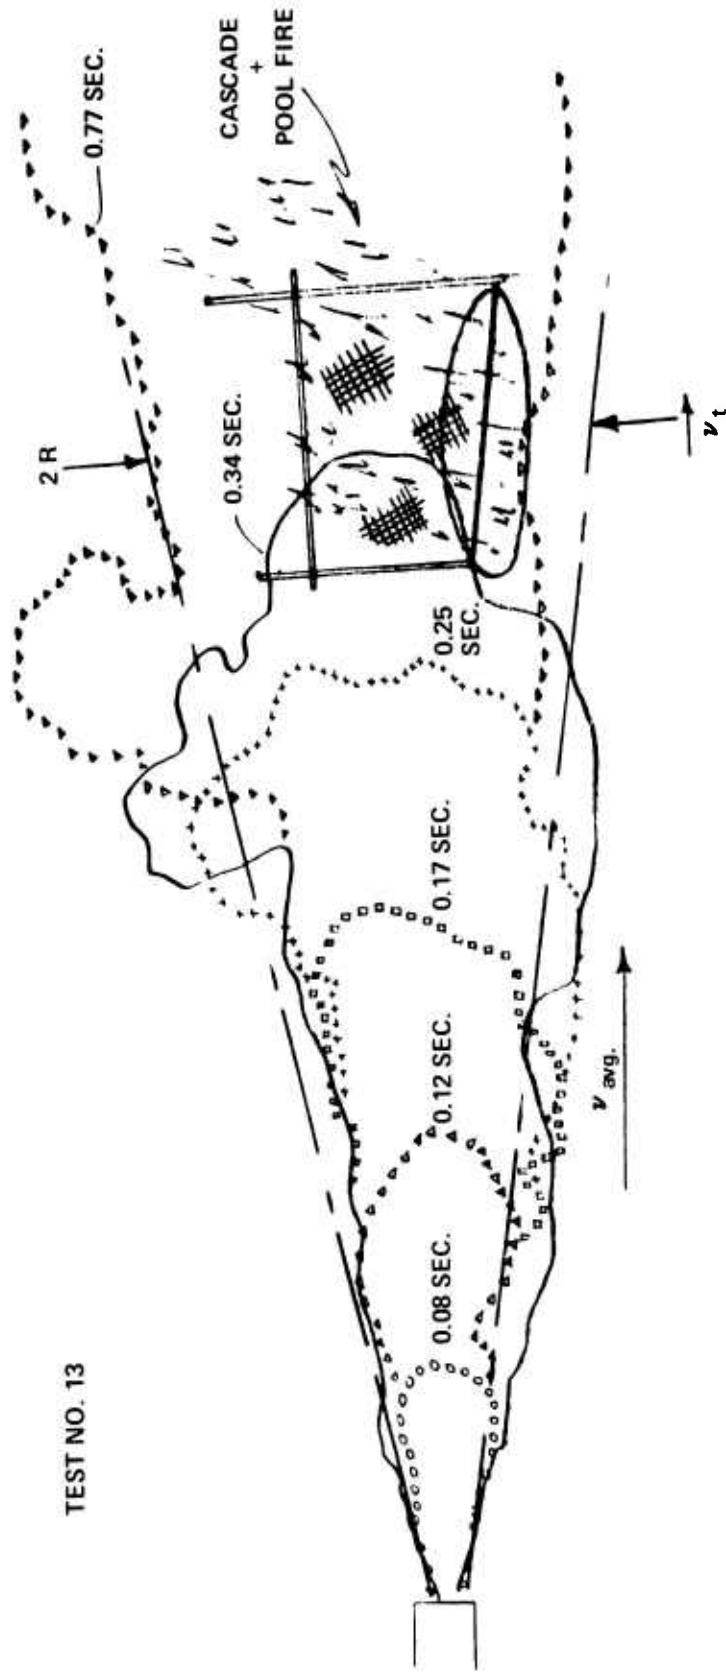 TEST NO. 13
0.08 SEC.
0.12 SEC.
0.17 SEC.
0.25
SEC.
0.34 SEC.
2 R
0.77 SEC.
CASCADE
+
POOL FIRE
ν avg.
ν t